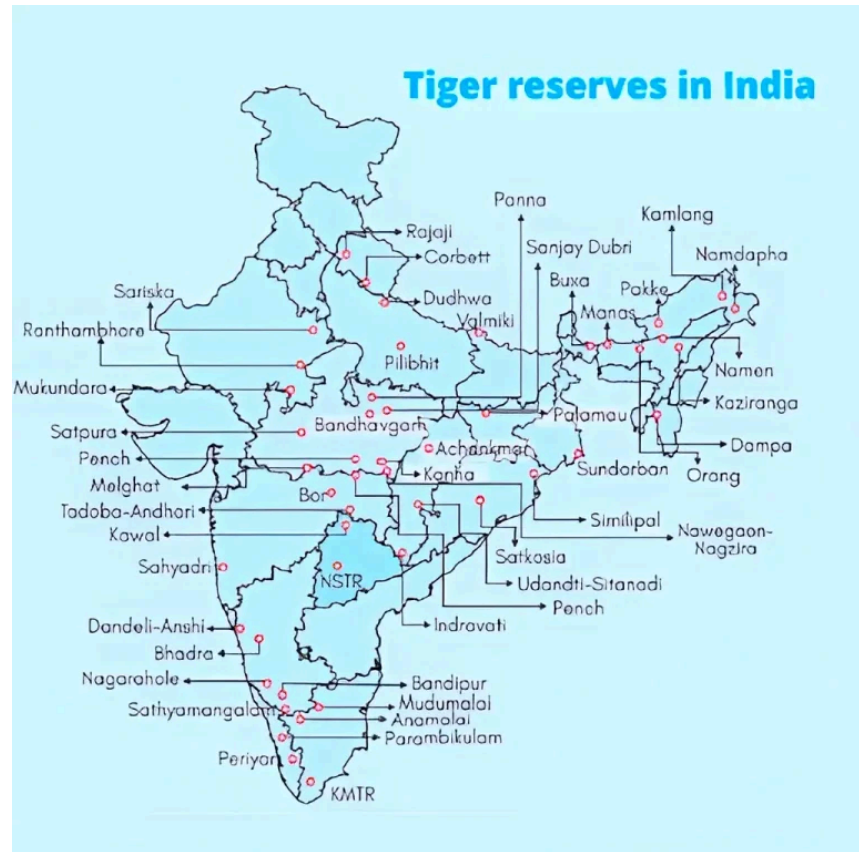 Tiger reserves in India
Panna
Kamlang
Rajaji
Sanjay Dubri
Corbett
Namdapha
Buxa
Pakke
Sariska
Dudhwa
Manas
Valmiki
Ranthambhore
Pilibhit
Namen
Mukundara
Kaziranga
Palamau
Bandhavgarh
Satpura
Achankmar
Dampa
Pench
Kanha
Sundarban
Orang
Melghat
Bor
Tadoba-Andhari
Similipal
Kawal
Nawegaon-
Nagzira
Satkosia
Sahyadri
NSTR
Udandti-Sitanadi
Pench
Dandeli-Anshi
Indravati
Bhadra
Nagarahole
Bandipur
Mudumalai
Sathyamangalam
Anamalai
Parambikulam
Periyar
KMTR